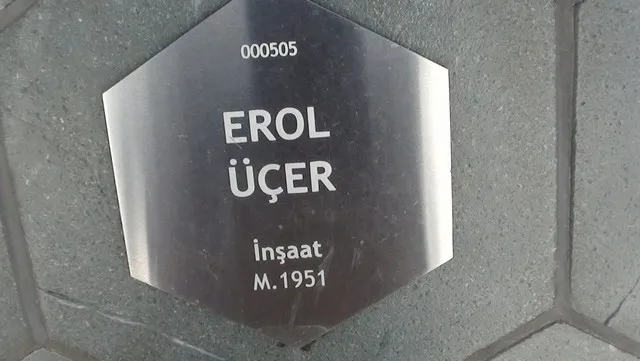 000505
EROL
ÜÇER
İnşaat
M.1951